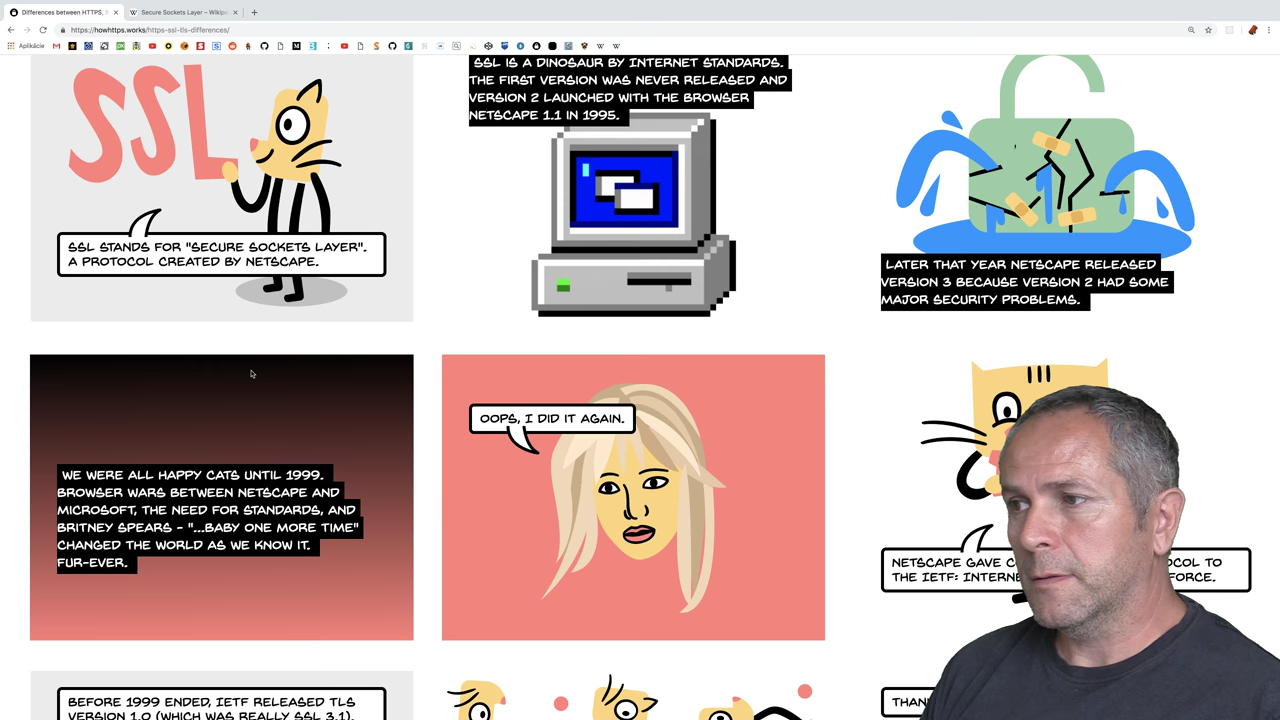 Differences between HTTPS, S
Secure Sockets Layer – Wikipe
https://howhttps.works/https-ssl-tls-differences/
Aplikácie
SSL
SSL STANDS FOR "SECURE SOCKETS LAYER".
A PROTOCOL CREATED BY NETSCAPE.
SSL IS A DINOSAUR BY INTERNET STANDARDS.
THE FIRST VERSION WAS NEVER RELEASED AND
VERSION 2 LAUNCHED WITH THE BROWSER
NETSCAPE 1.1 IN 1995.
LATER THAT YEAR NETSCAPE RELEASED
VERSION 3 BECAUSE VERSION 2 HAD SOME
MAJOR SECURITY PROBLEMS.
WE WERE ALL HAPPY CATS UNTIL 1999.
BROWSER WARS BETWEEN NETSCAPE AND
MICROSOFT, THE NEED FOR STANDARDS, AND
BRITNEY SPEARS - "...BABY ONE MORE TIME"
CHANGED THE WORLD AS WE KNOW IT.
FUR-EVER.
OOPS, I DID IT AGAIN.
NETSCAPE GAVE C OCOL TO
THE IETF: INTERNE FORCE.
BEFORE 1999 ENDED, IETF RELEASED TLS
VERSION 1.0 (WHICH WAS REALLY SSL 3.1).
THAN